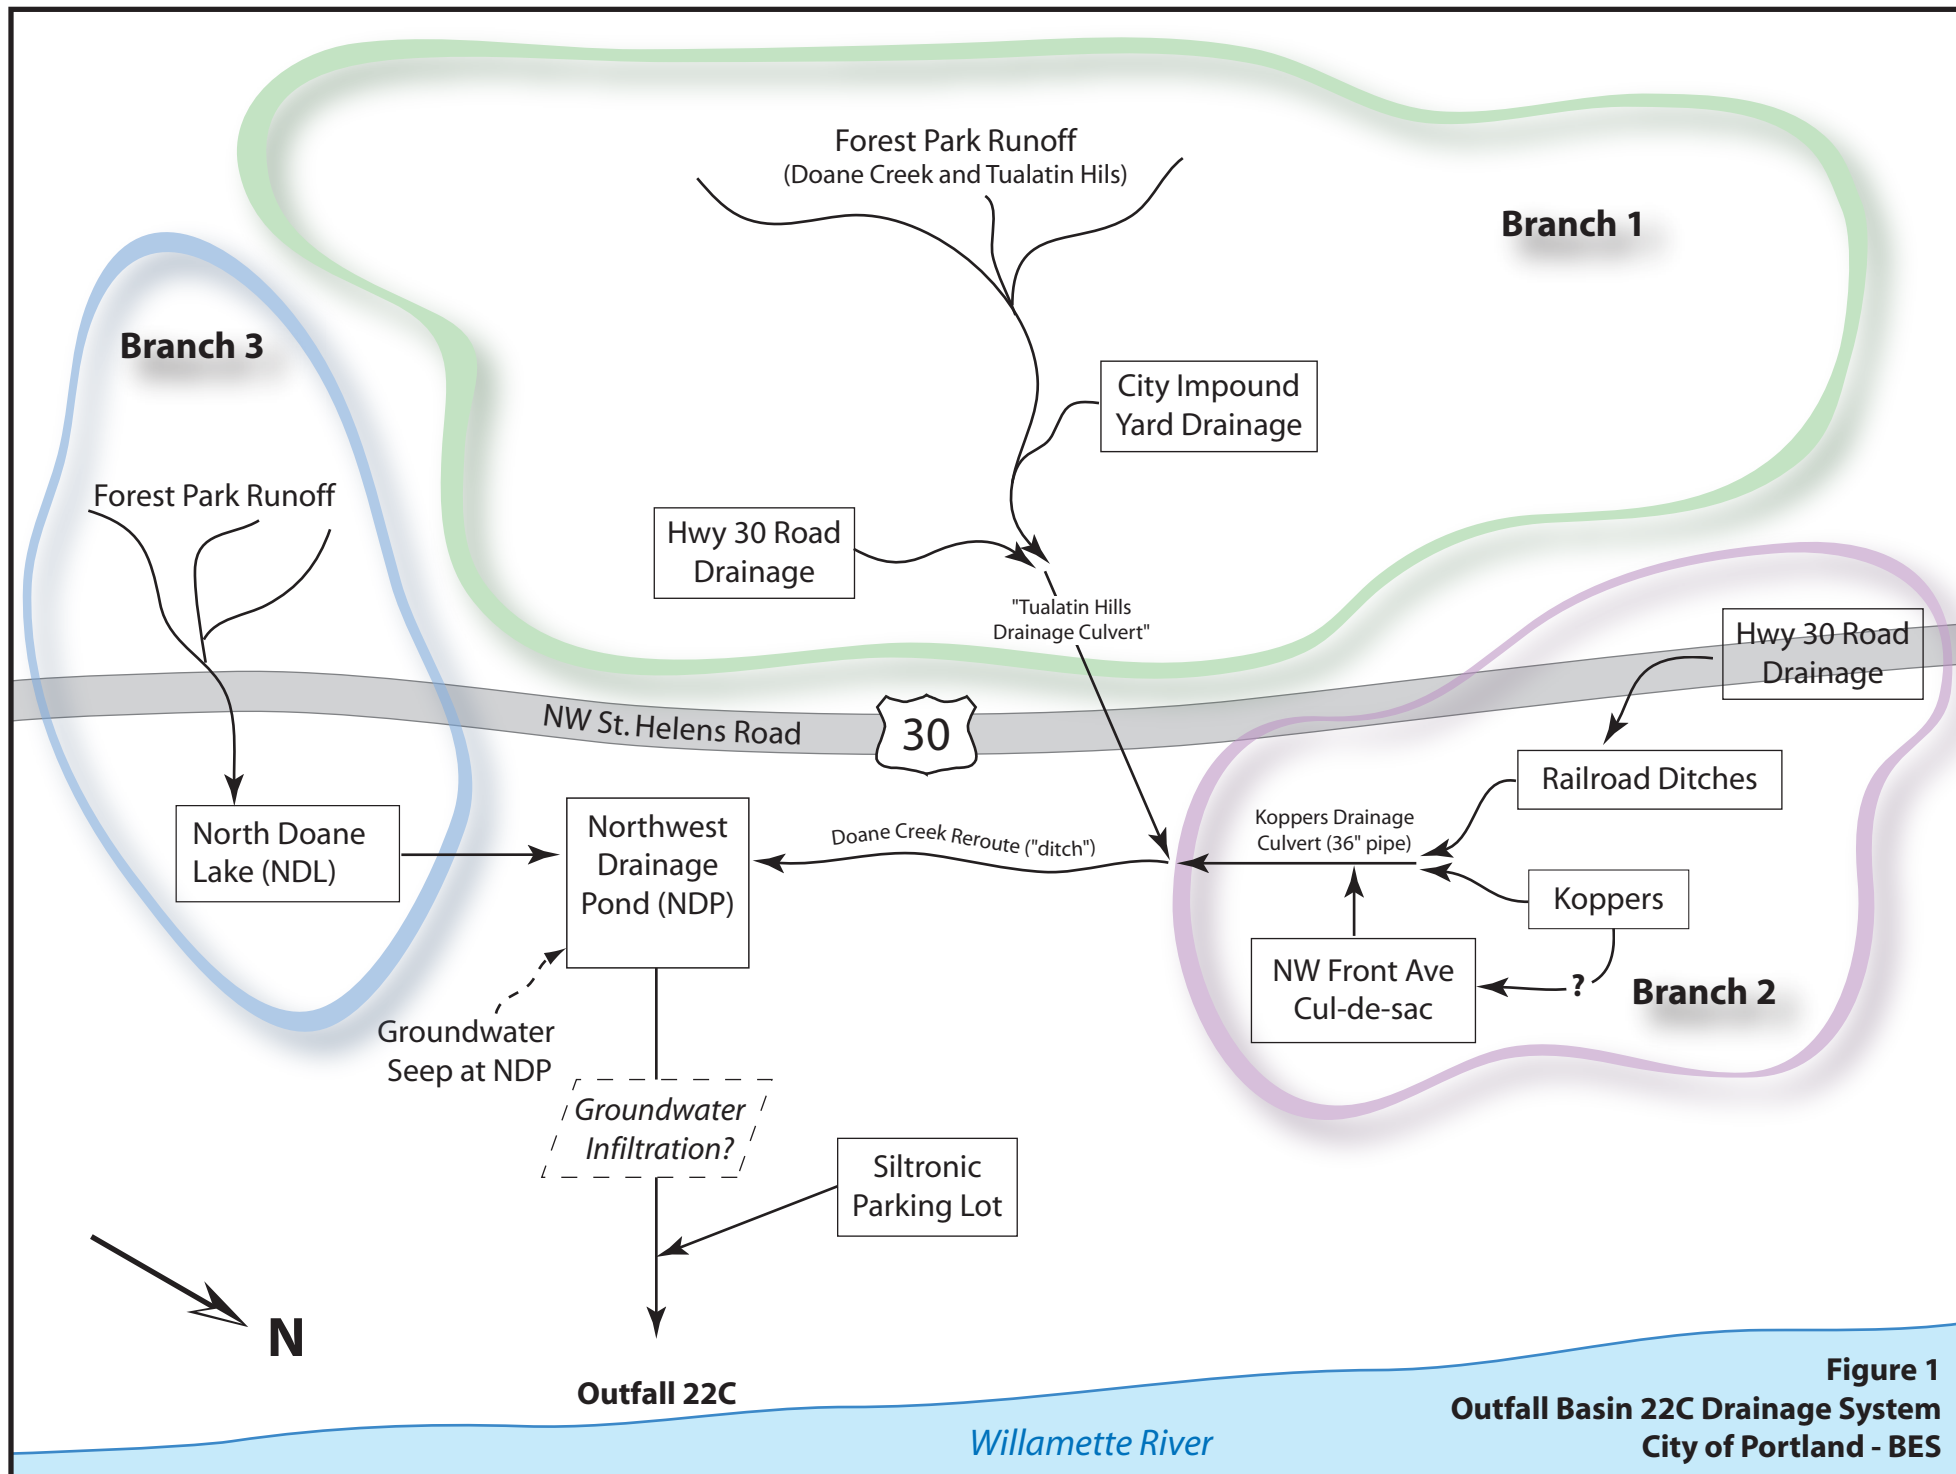 Forest Park Runoff
(Doane Creek and Tualatin Hils)
Branch 1
Branch 3
City Impound
Yard Drainage
Forest Park Runoff
Hwy 30 Road
Drainage
"Tualatin Hills
Drainage Culvert"
Hwy 30 Road
Drainage
NW St. Helens Road
30
Railroad Ditches
North Doane
Lake (NDL)
Northwest
Drainage
Pond (NDP)
Doane Creek Reroute ("ditch")
Koppers Drainage
Culvert (36" pipe)
Koppers
NW Front Ave
Cul-de-sac
?
Branch 2
Groundwater
Seep at NDP
Groundwater
Infiltration?
Siltronic
Parking Lot
N
Outfall 22C
Willamette River
Figure 1
Outfall Basin 22C Drainage System
City of Portland - BES